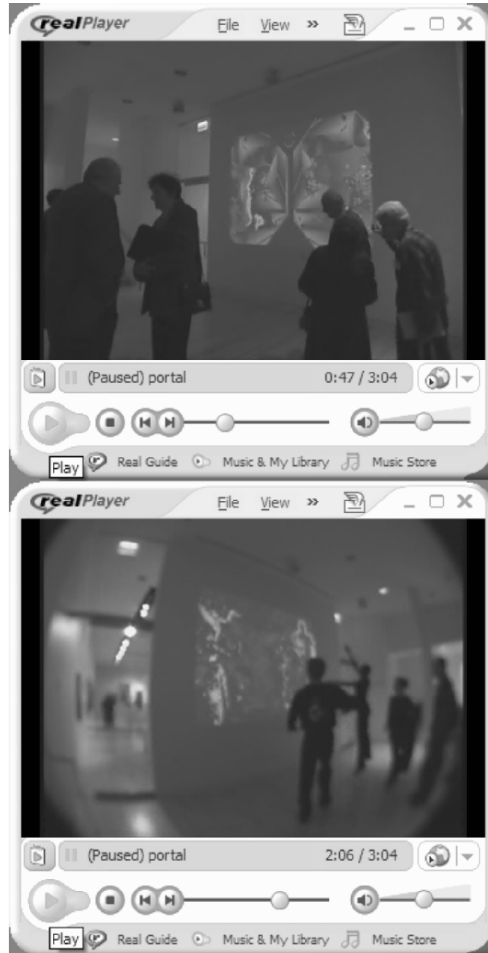 realPlayer File View »
(Paused) portal 0:47 / 3:04
Play Real Guide Music & My Library Music Store
realPlayer File View »
(Paused) portal 2:06 / 3:04
Play Real Guide Music & My Library Music Store